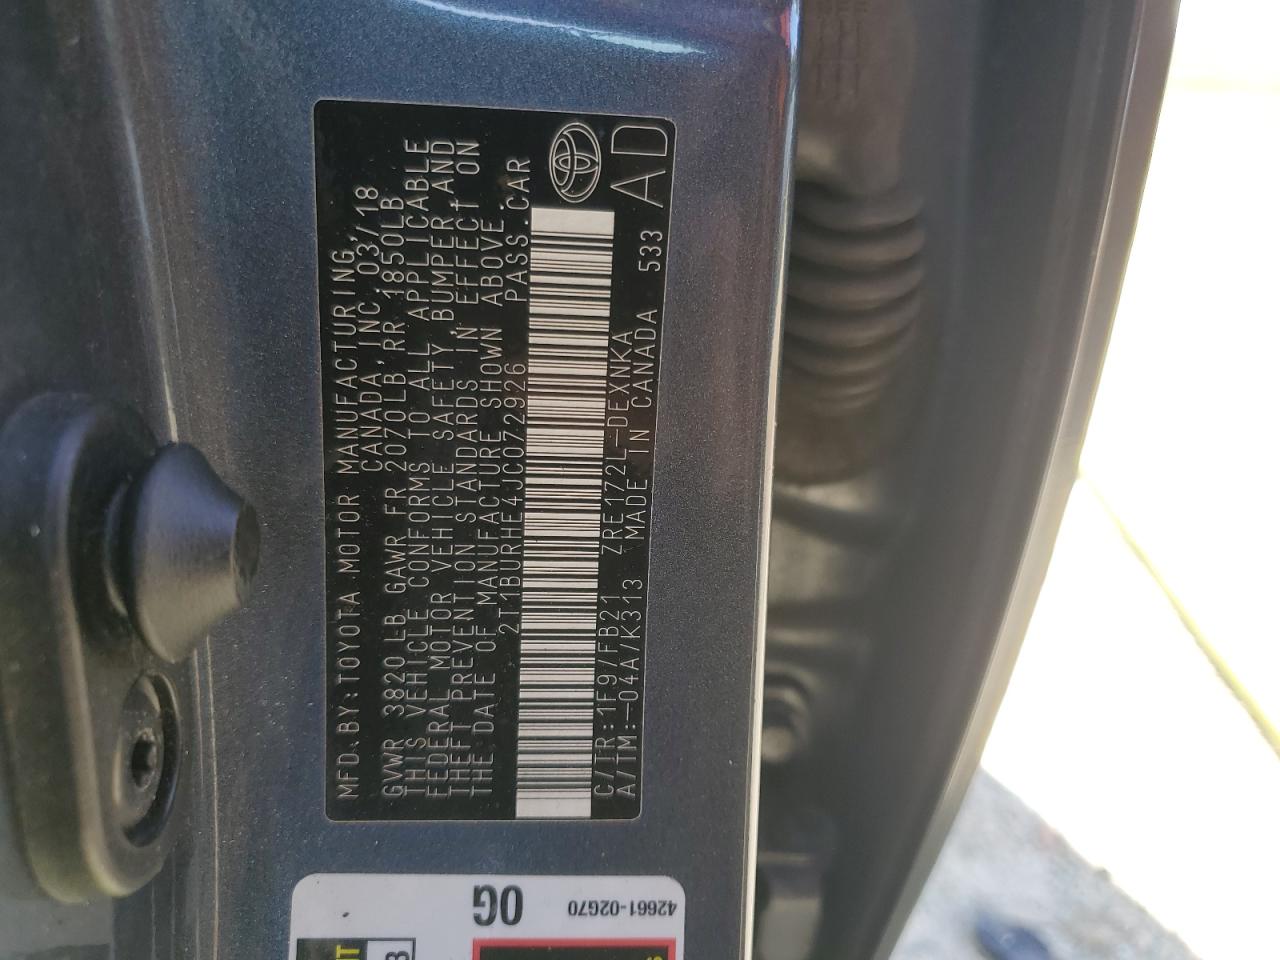 MFD.BY:TOYOTA MOTOR MANUFACTURING,
CANADA, INC. 03/18
GVWR 3820 LB GAWR FR 2070LB, RR 1850LB
THIS VEHICLE CONFORMS TO ALL APPLICABLE
FEDERAL MOTOR VEHICLE SAFETY, BUMPER, AND
THEFT PREVENTION STANDARDS IN EFFECT ON
THE DATE OF MANUFACTURE SHOWN ABOVE.
2T1BURHE4JC072926 PASS.CAR
C/TR:1F9/FB21 ZRE172L-DEXNKA
A/TM:-04A/K313 MADE IN CANADA 533
AD
0G
42661-02G70